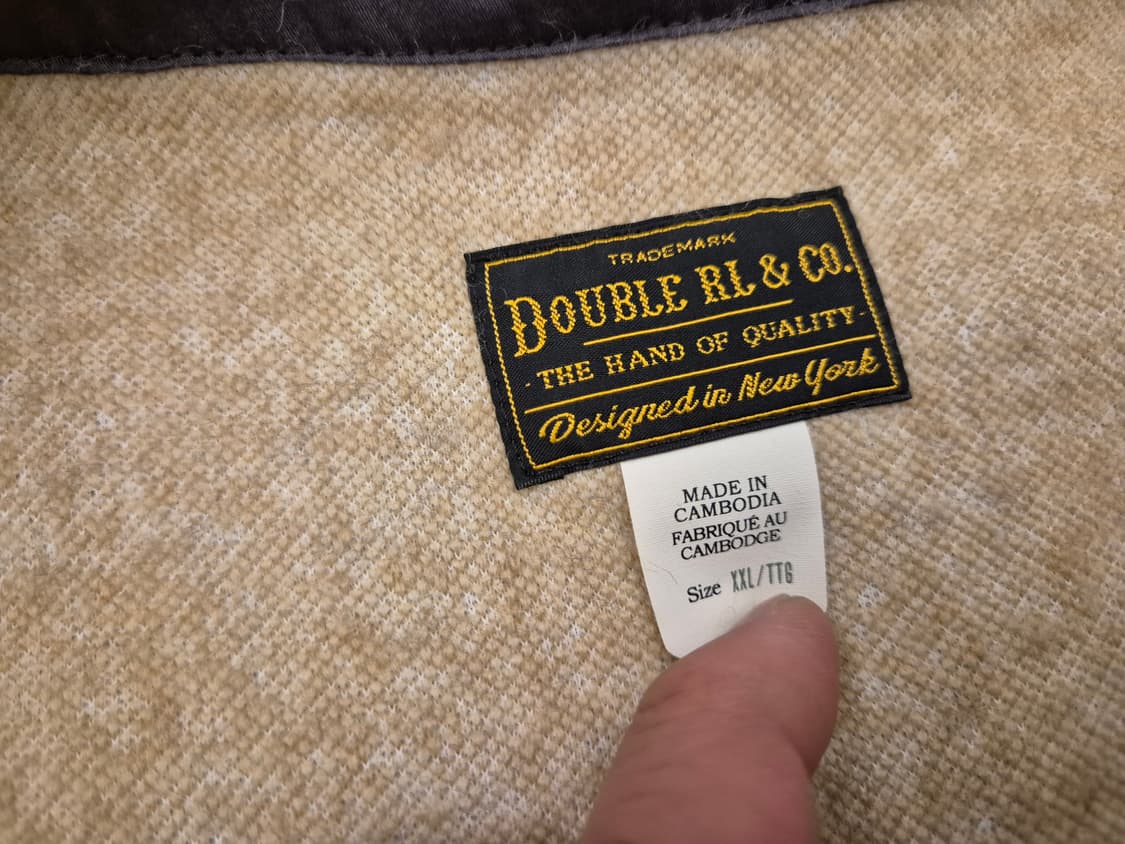 TRADEMARK
DOUBLE RL & CO.
- THE HAND OF QUALITY -
Designed in New York
MADE IN
CAMBODIA
FABRIQUÉ AU
CAMBODGE
Size XXL/TTG